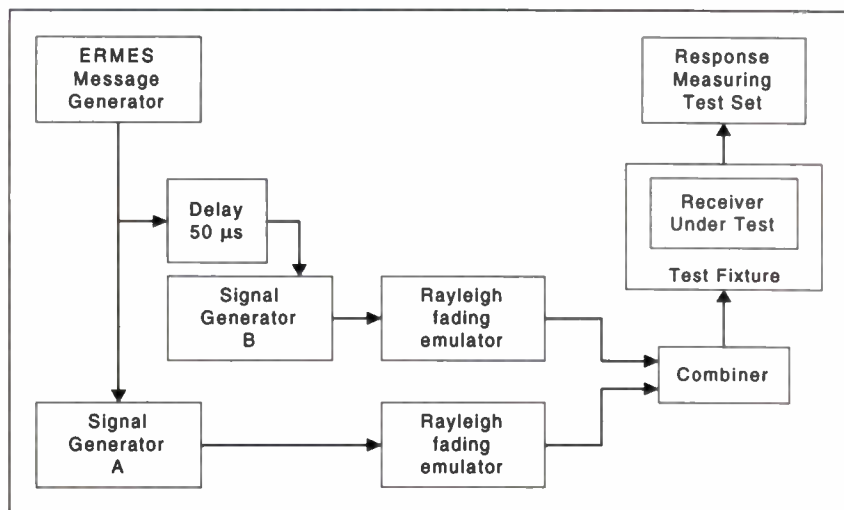 ERMES
Message
Generator
Response
Measuring
Test Set
Delay
50 µs
Receiver
Under Test
Test Fixture
Signal
Generator
B
Rayleigh
fading
emulator
Combiner
Signal
Generator
A
Rayleigh
fading
emulator